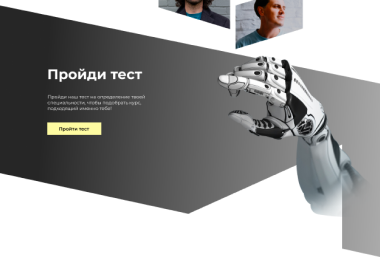 Пройди тест
Пройди наш тест на определение твоей
специальности, чтобы подобрать курс,
подходящий именно тебе!
Пройти тест